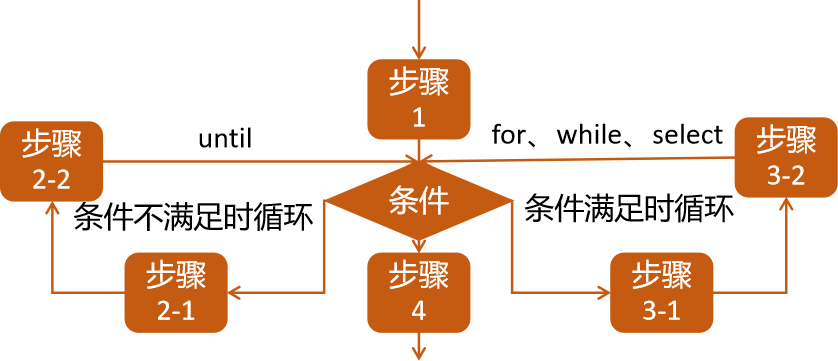 步骤
1
until
for、while、select
步骤
2-2
步骤
3-2
条件不满足时循环
条件
条件满足时循环
步骤
2-1
步骤
4
步骤
3-1